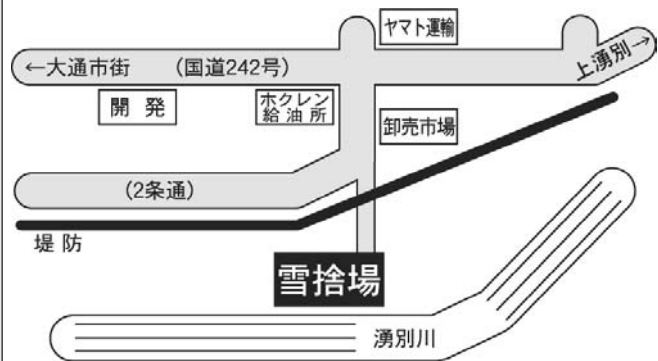 ヤマト運輸
←大通市街 (国道242号)
上湧別→
開発
ホクレン
給油所
卸売市場
(2条通)
堤防
雪捨場
湧別川